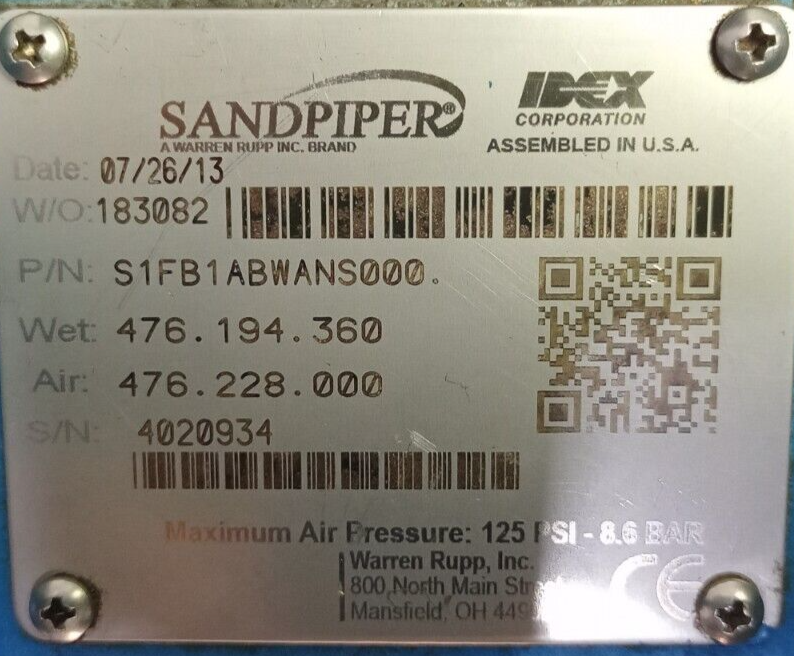 SANDPIPER®
A WARREN RUPP INC. BRAND
IDEX
CORPORATION
ASSEMBLED IN U.S.A.
Date: 07/26/13
W/O: 183082
P/N: S1FB1ABWANS000.
Wet: 476.194.360
Air: 476.228.000
S/N: 4020934
Maximum Air Pressure: 125 PSI - 8.6 BAR
Warren Rupp, Inc.
800 North Main
Mansfield, OH
CE